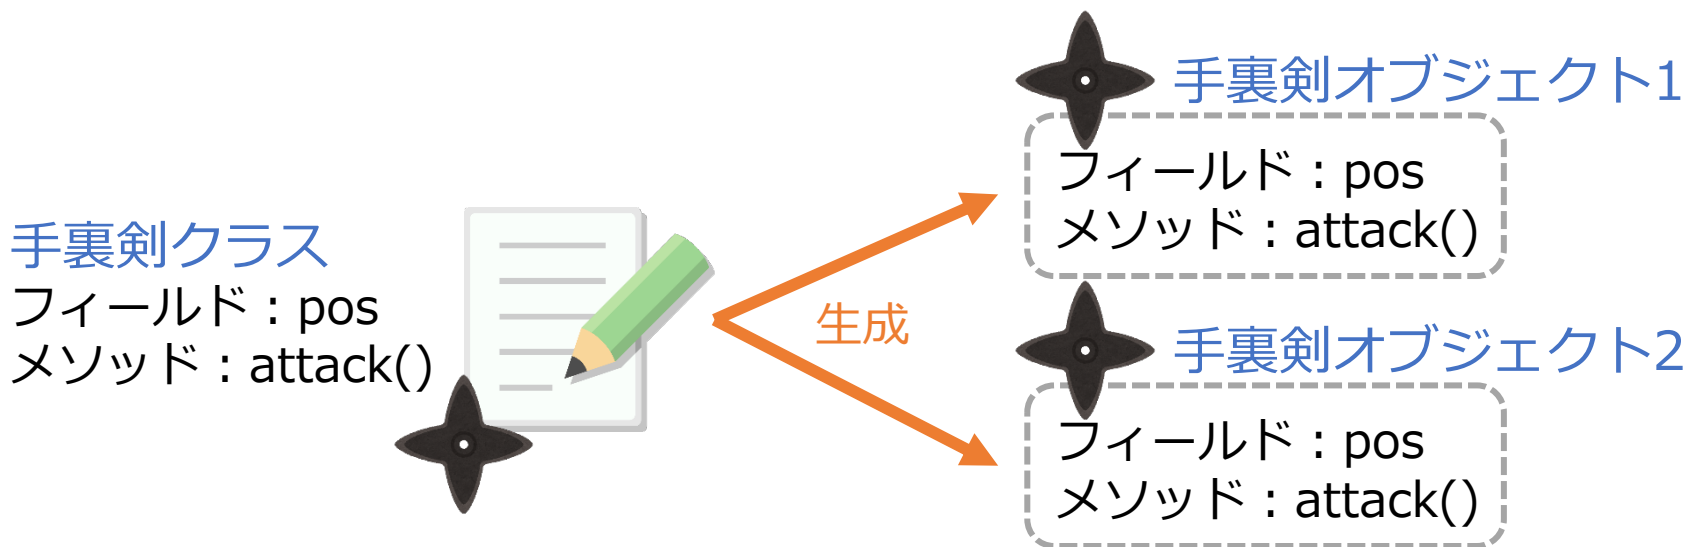 手裏剣クラス
フィールド：pos
メソッド：attack()
生成
手裏剣オブジェクト1
フィールド：pos
メソッド：attack()
手裏剣オブジェクト2
フィールド：pos
メソッド：attack()